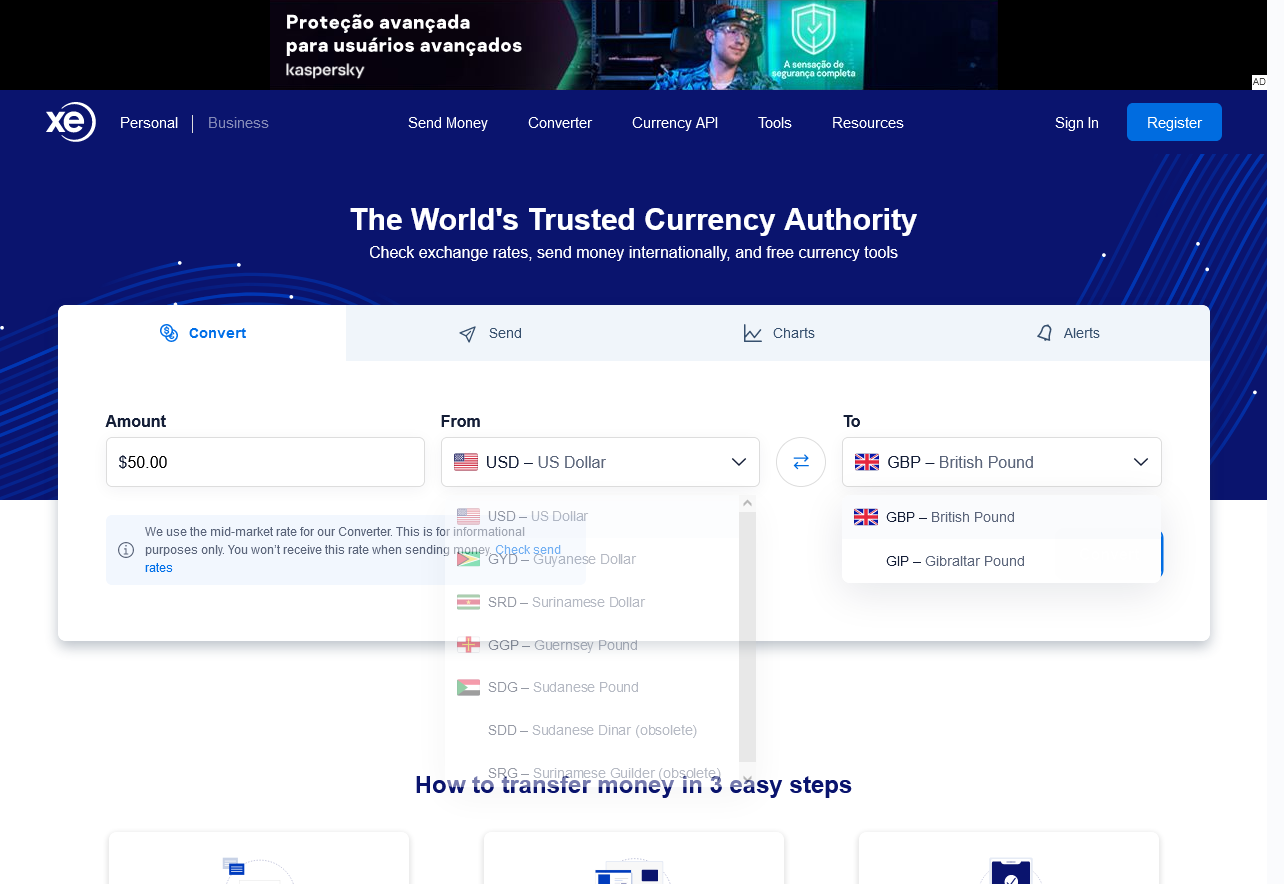 Proteção avançada
para usuários avançados
kaspersky
A sensação de
segurança completa
AD
xe
Personal
Business
Send Money
Converter
Currency API
Tools
Resources
Sign In
Register
The World's Trusted Currency Authority
Check exchange rates, send money internationally, and free currency tools
Convert
Send
Charts
Alerts
Amount
From
To
$50.00
USD – US Dollar
GBP – British Pound
We use the mid-market rate for our Converter. This is for informational
purposes only. You won’t receive this rate when sending money. Check send
rates
USD – US Dollar
GYD – Guyanese Dollar
SRD – Surinamese Dollar
GGP – Guernsey Pound
SDG – Sudanese Pound
SDD – Sudanese Dinar (obsolete)
SRG – Surinamese Guilder (obsolete)
GBP – British Pound
GIP – Gibraltar Pound
How to transfer money in 3 easy steps